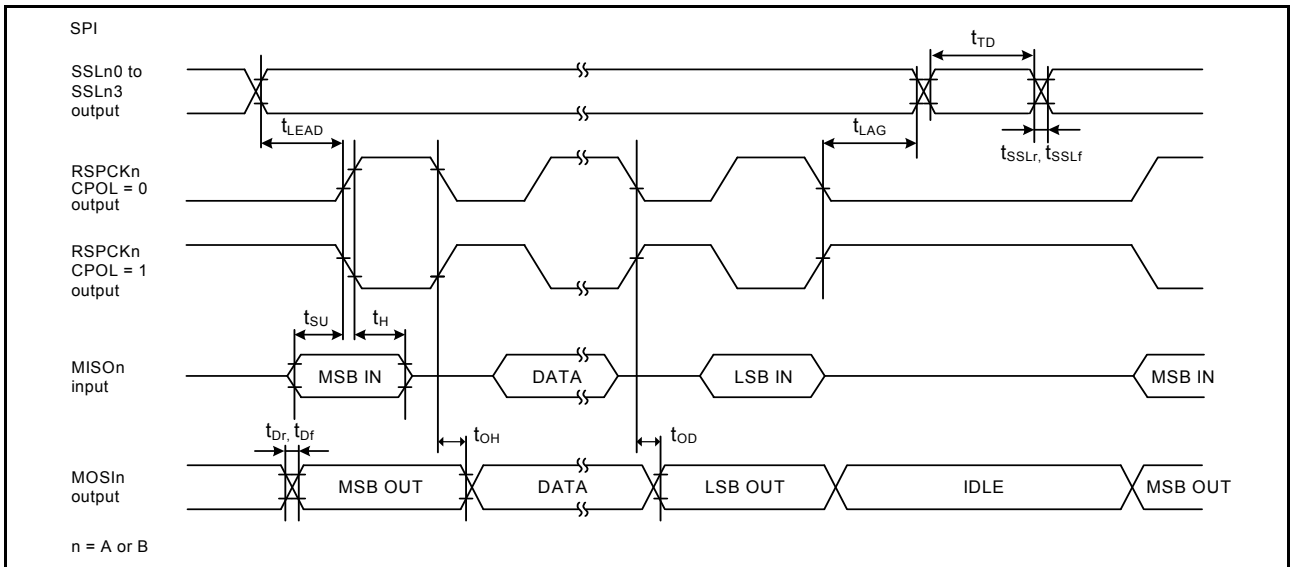 SPI
tTD
SSLn0 to
SSLn3
output
tLEAD
tLAG
tSSLr, tSSLf
RSPCKn
CPOL = 0
output
RSPCKn
CPOL = 1
output
tSU
tH
MISOn
input
MSB IN
DATA
LSB IN
MSB IN
tDr, tDf
tOH
tOD
MOSIn
output
MSB OUT
DATA
LSB OUT
IDLE
MSB OUT
n = A or B